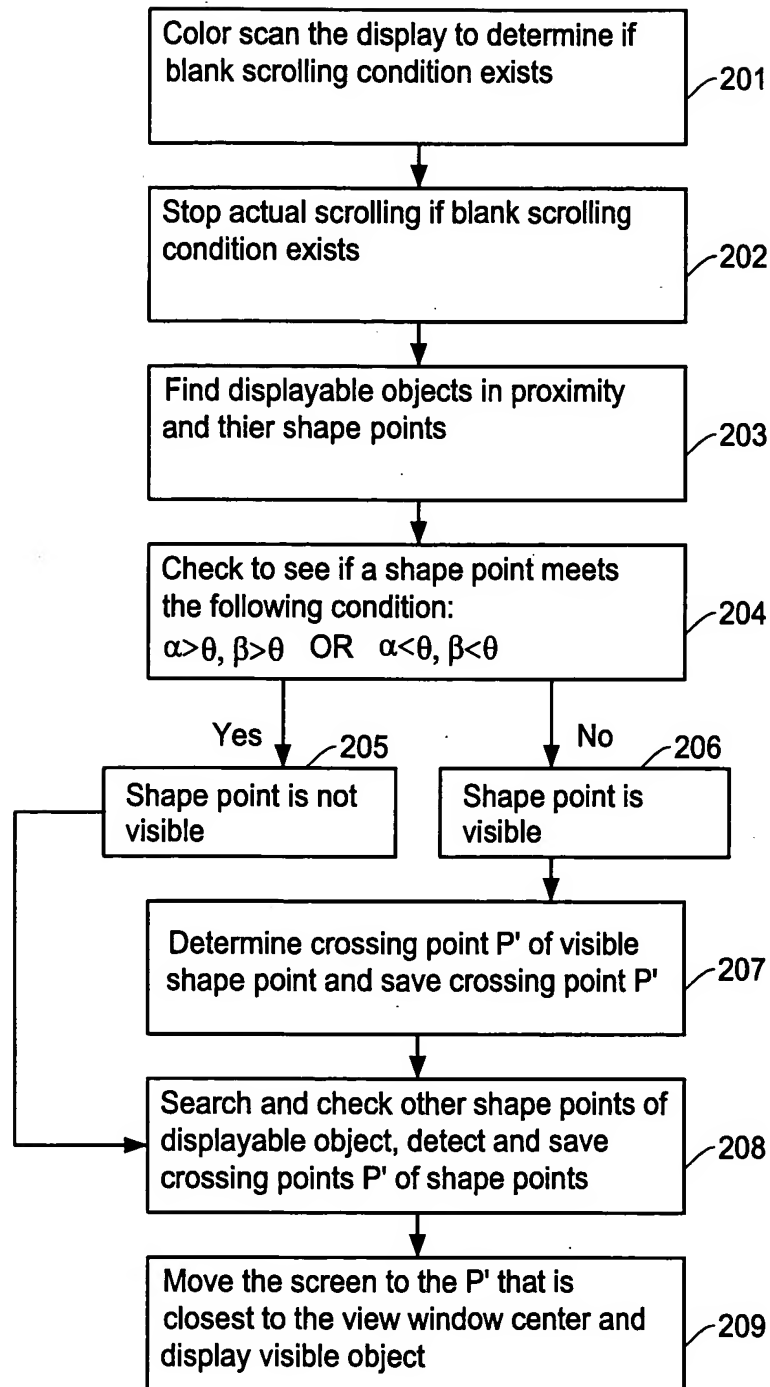 Color scan the display to determine if
blank scrolling condition exists
201
Stop actual scrolling if blank scrolling
condition exists
202
Find displayable objects in proximity
and thier shape points
203
Check to see if a shape point meets
the following condition:
α>θ, β>θ OR α<θ, β<θ
204
Yes
No
205
206
Shape point is not
visible
Shape point is
visible
Determine crossing point P' of visible
shape point and save crossing point P'
207
Search and check other shape points of
displayable object, detect and save
crossing points P' of shape points
208
Move the screen to the P' that is
closest to the view window center and
display visible object
209